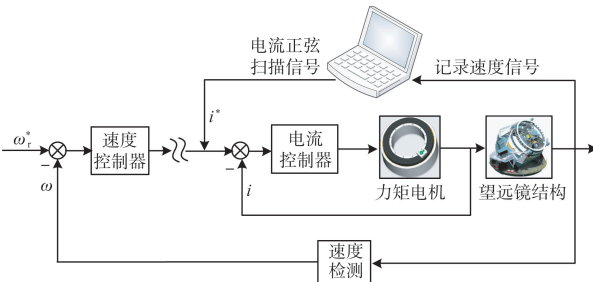 电流正弦
扫描信号
记录速度信号
ω*r
速度
控制器
i*
电流
控制器
力矩电机
望远镜结构
−
ω
−
i
速度
检测